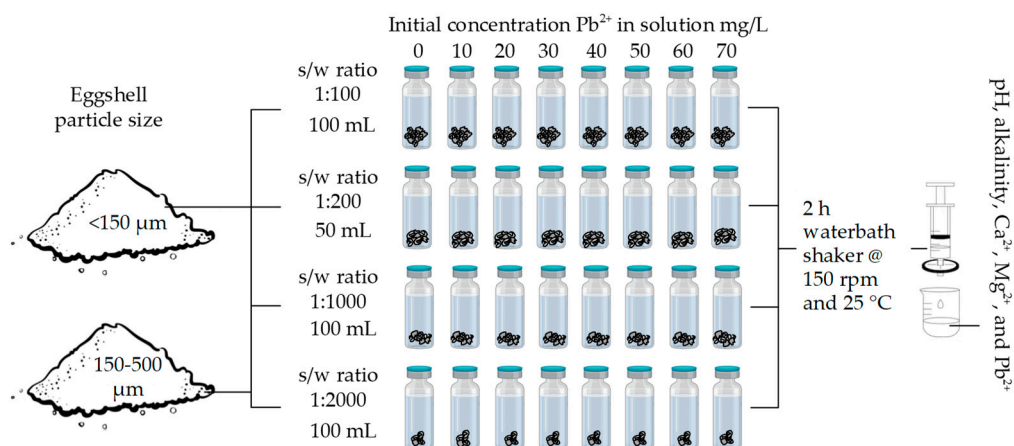 Initial concentration Pb²⁺ in solution mg/L
0 10 20 30 40 50 60 70
Eggshell
particle size
<150 µm
150-500
µm
s/w ratio
1:100
100 mL
s/w ratio
1:200
50 mL
s/w ratio
1:1000
100 mL
s/w ratio
1:2000
100 mL
2 h
waterbath
shaker @
150 rpm
and 25 °C
pH, alkalinity, Ca²⁺, Mg²⁺, and Pb²⁺